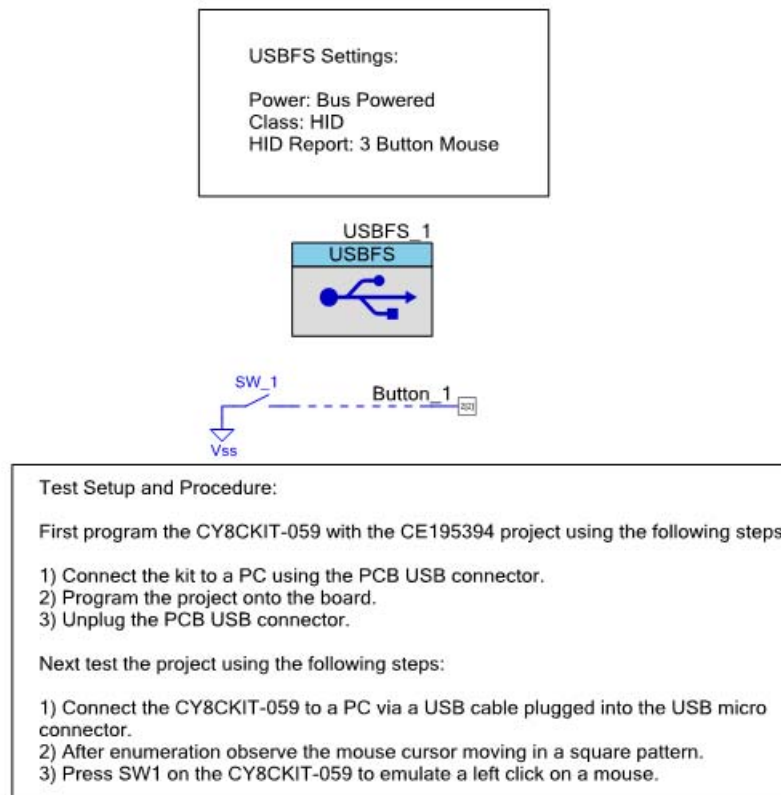 USBFS Settings:
Power: Bus Powered
Class: HID
HID Report: 3 Button Mouse
USBFS_1
USBFS
SW_1
Button_1
Vss
Test Setup and Procedure:
First program the CY8CKIT-059 with the CE195394 project using the following steps
1) Connect the kit to a PC using the PCB USB connector.
2) Program the project onto the board.
3) Unplug the PCB USB connector.
Next test the project using the following steps:
1) Connect the CY8CKIT-059 to a PC via a USB cable plugged into the USB micro
connector.
2) After enumeration observe the mouse cursor moving in a square pattern.
3) Press SW1 on the CY8CKIT-059 to emulate a left click on a mouse.